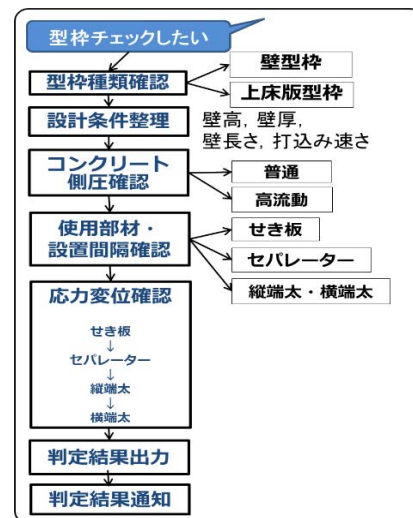 型枠チェックしたい
型枠種類確認
壁型枠
上床版型枠
設計条件整理
壁高, 壁厚,
壁長さ, 打込み速さ
コンクリート
側圧確認
普通
高流動
使用部材・
設置間隔確認
せき板
セパレーター
縦端太・横端太
応力変位確認
せき板
↓
セパレーター
↓
縦端太
↓
横端太
判定結果出力
判定結果通知